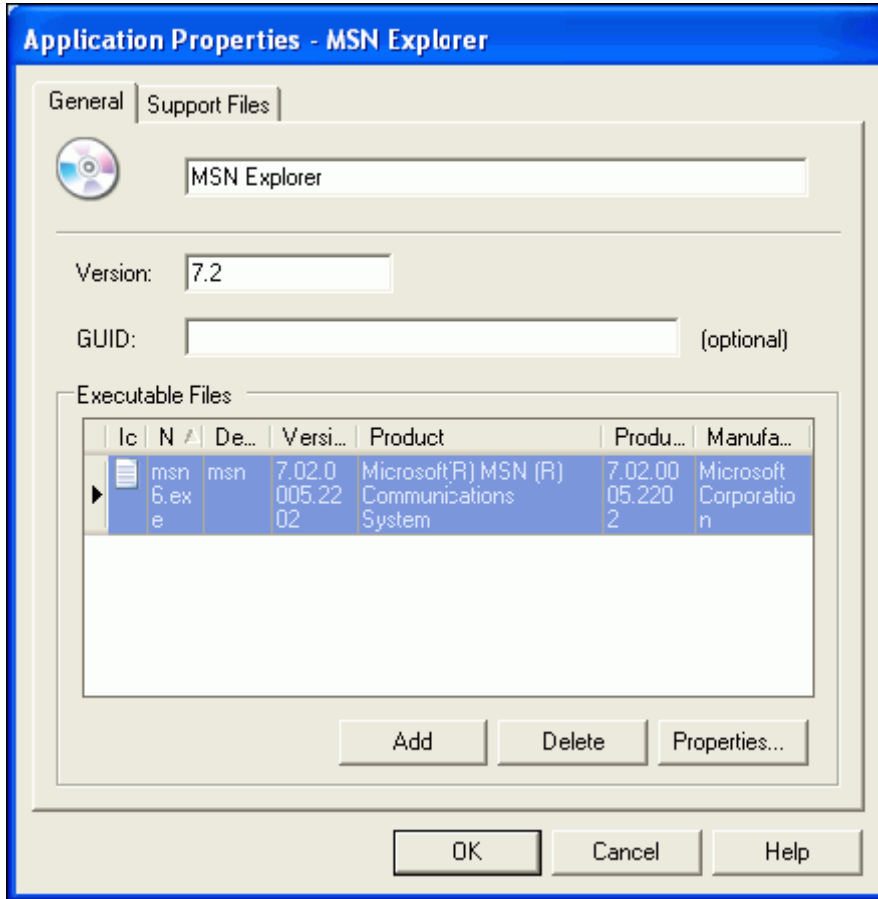 Application Properties - MSN Explorer
General Support Files
MSN Explorer
Version: 7.2
GUID: (optional)
Executable Files
Ic N De... Versi... Product Produ... Manufa...
msn msn 7.02.0 Microsoft(R) MSN (R) 7.02.00 Microsoft
6.ex 005.22 Communications 05.220 Corporatio
e 02 System 2 n
Add Delete Properties...
OK Cancel Help